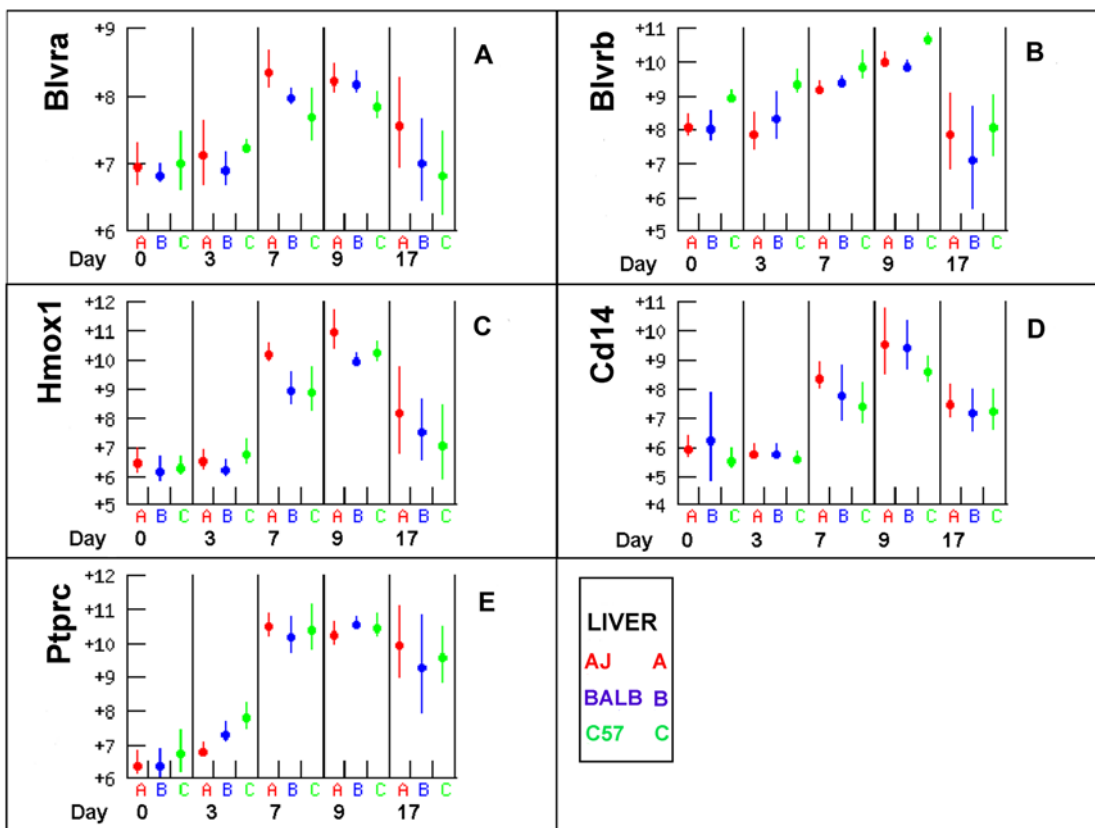 Blvra
A
+9
+8
+7
+6
A B C A B C A B C A B C A B C
Day 0 3 7 9 17
Blvrb
B
+11
+10
+9
+8
+7
+5
A B C A B C A B C A B C A B C
Day 0 3 7 9 17
Hmox1
C
+12
+11
+10
+9
+8
+7
+6
+5
A B C A B C A B C A B C A B C
Day 0 3 7 9 17
Cd14
D
+11
+10
+9
+8
+7
+6
+5
+4
A B C A B C A B C A B C A B C
Day 0 3 7 9 17
Ptprc
E
+12
+11
+10
+9
+8
+7
+6
A B C A B C A B C A B C A B C
Day 0 3 7 9 17
LIVER
AJ A
BALB B
C57 C